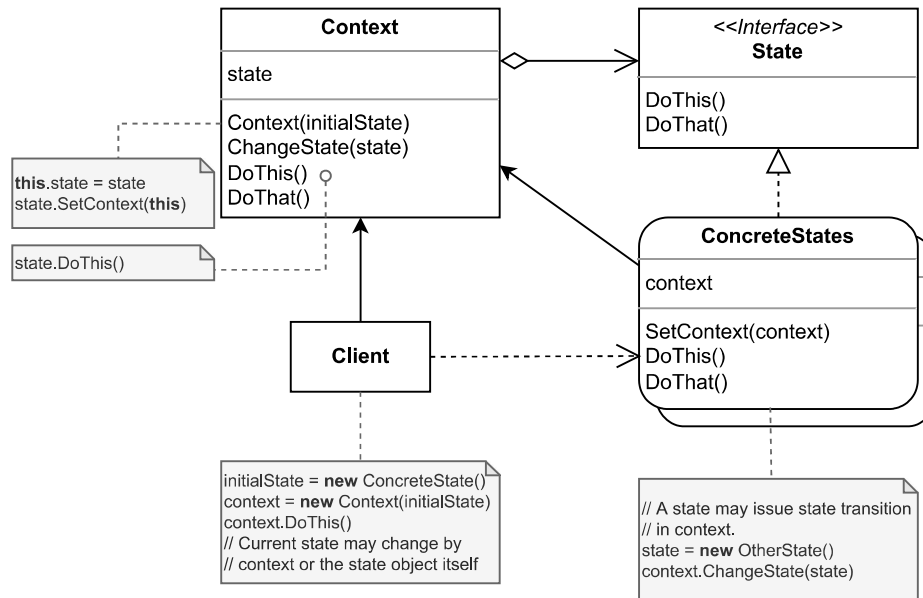 Context
state
Context(initialState)
ChangeState(state)
DoThis()
DoThat()
<<Interface>>
State
DoThis()
DoThat()
this.state = state
state.SetContext(this)
state.DoThis()
Client
ConcreteStates
context
SetContext(context)
DoThis()
DoThat()
initialState = new ConcreteState()
context = new Context(initialState)
context.DoThis()
// Current state may change by
// context or the state object itself
// A state may issue state transition
// in context.
state = new OtherState()
context.ChangeState(state)